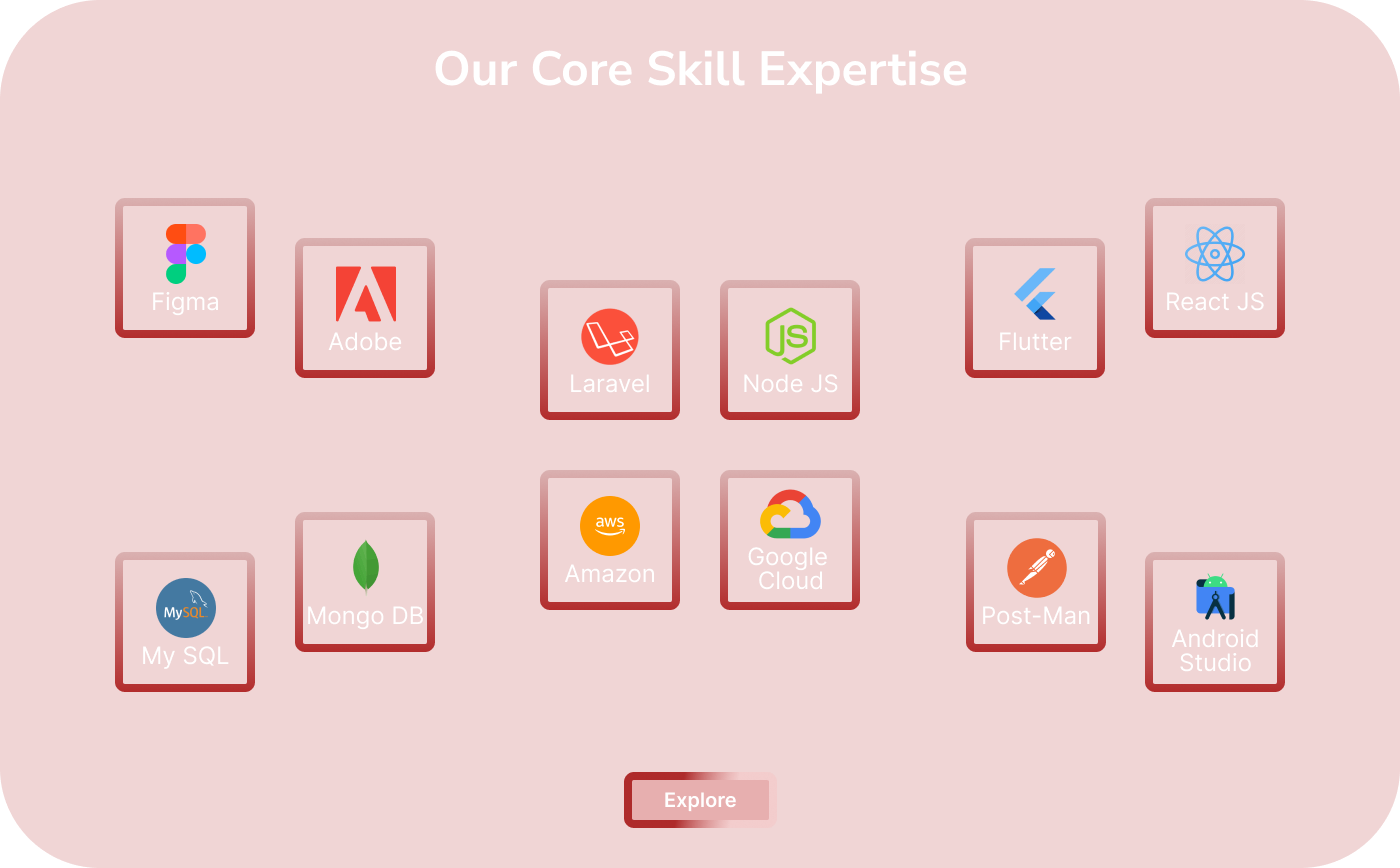 Our Core Skill Expertise
Figma
Adobe
Laravel
JS
Node JS
Flutter
React JS
MySQL
My SQL
Mongo DB
aws
Amazon
Google
Cloud
Post-Man
Android
Studio
Explore